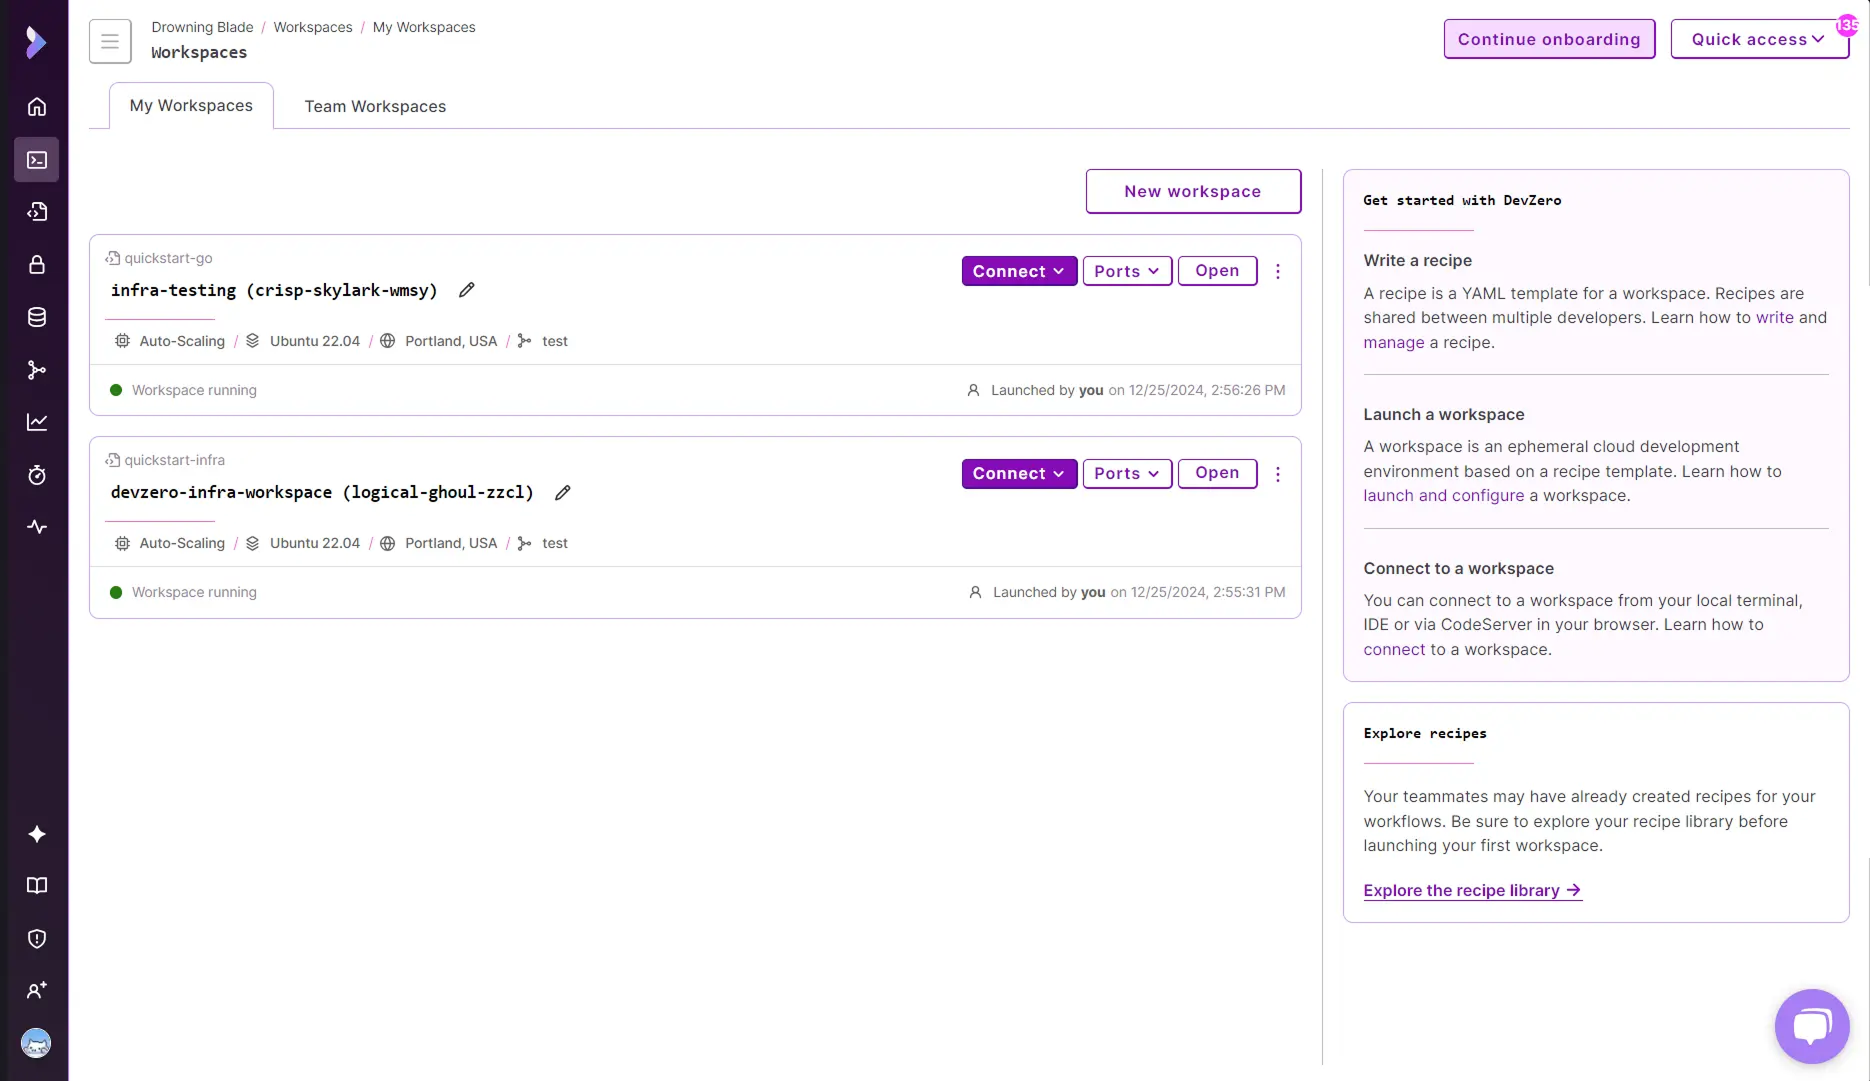 Drowning Blade / Workspaces / My Workspaces
Workspaces
Continue onboarding
Quick access
135
My Workspaces
Team Workspaces
New workspace
quickstart-go
infra-testing (crisp-skylark-wmsy)
Connect
Ports
Open
Auto-Scaling / Ubuntu 22.04 / Portland, USA / test
Workspace running
Launched by you on 12/25/2024, 2:56:26 PM
quickstart-infra
devzero-infra-workspace (logical-ghoul-zzcl)
Connect
Ports
Open
Auto-Scaling / Ubuntu 22.04 / Portland, USA / test
Workspace running
Launched by you on 12/25/2024, 2:55:31 PM
Get started with DevZero
Write a recipe
A recipe is a YAML template for a workspace. Recipes are
shared between multiple developers. Learn how to write and
manage a recipe.
Launch a workspace
A workspace is an ephemeral cloud development
environment based on a recipe template. Learn how to
launch and configure a workspace.
Connect to a workspace
You can connect to a workspace from your local terminal,
IDE or via CodeServer in your browser. Learn how to
connect to a workspace.
Explore recipes
Your teammates may have already created recipes for your
workflows. Be sure to explore your recipe library before
launching your first workspace.
Explore the recipe library →